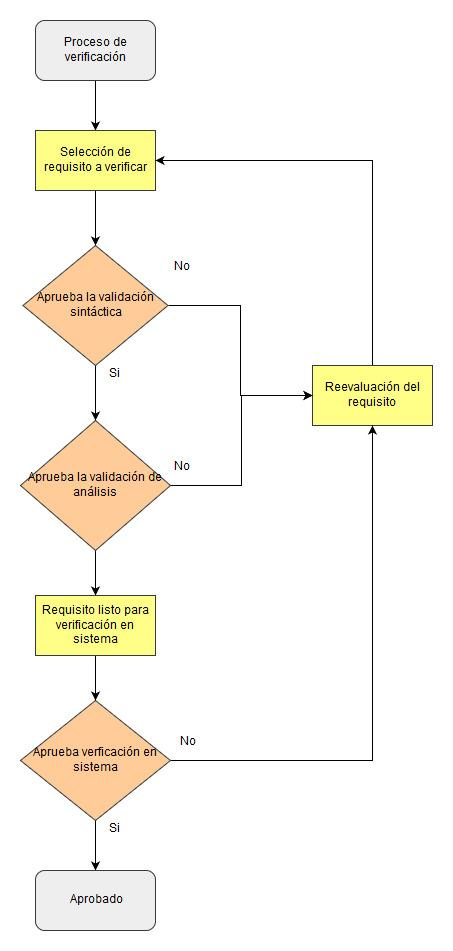 Proceso de
verificación
Selección de
requisito a verificar
No
Aprueba la validación
sintáctica
Si
Reevaluación del
requisito
No
Aprueba la validación de
análisis
Requisito listo para
verificación en
sistema
No
Aprueba verficación en
sistema
Si
Aprobado